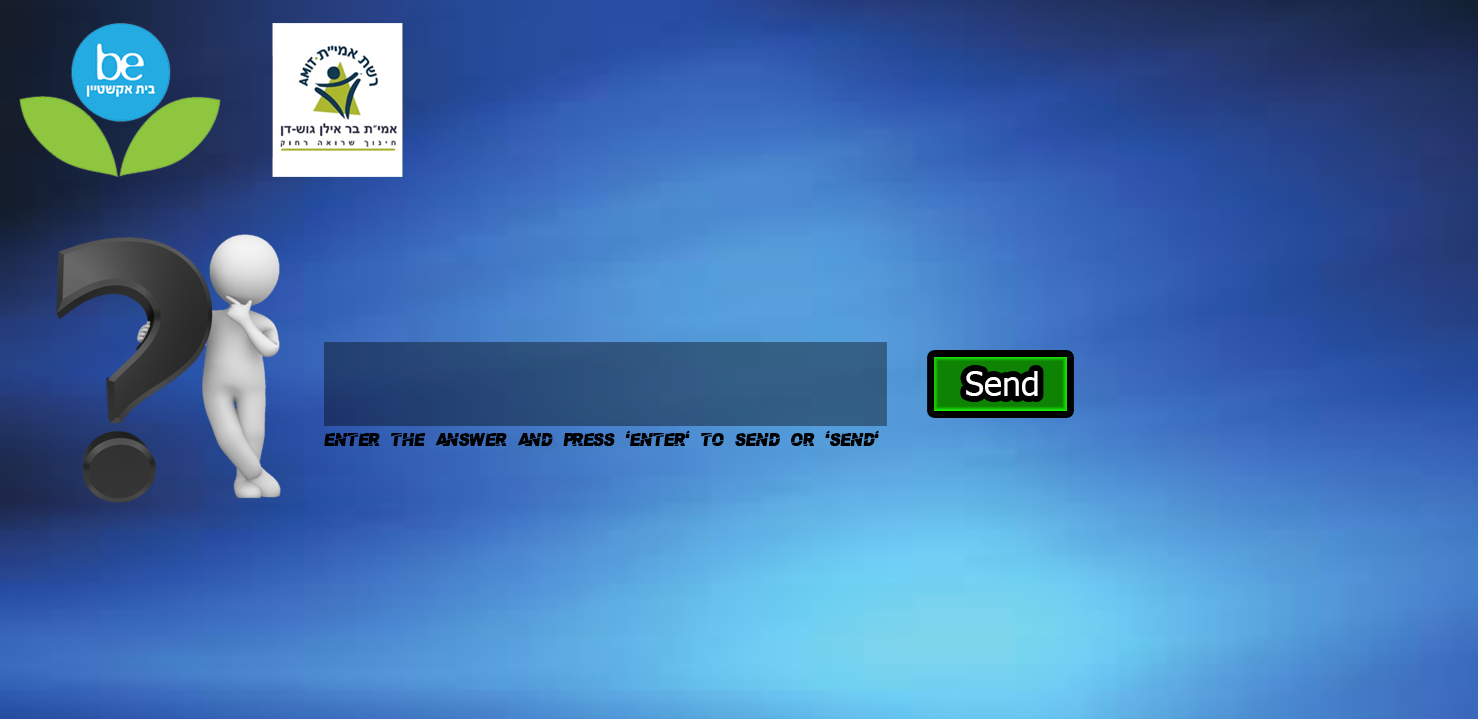 be
בית אקשטיין
רשת אמי"ת · AMIT
אמי"ת בר אילן גוש-דן
חינוך שרואה רחוק
Send
ENTER THE ANSWER AND PRESS 'ENTER' TO SEND OR 'SEND'